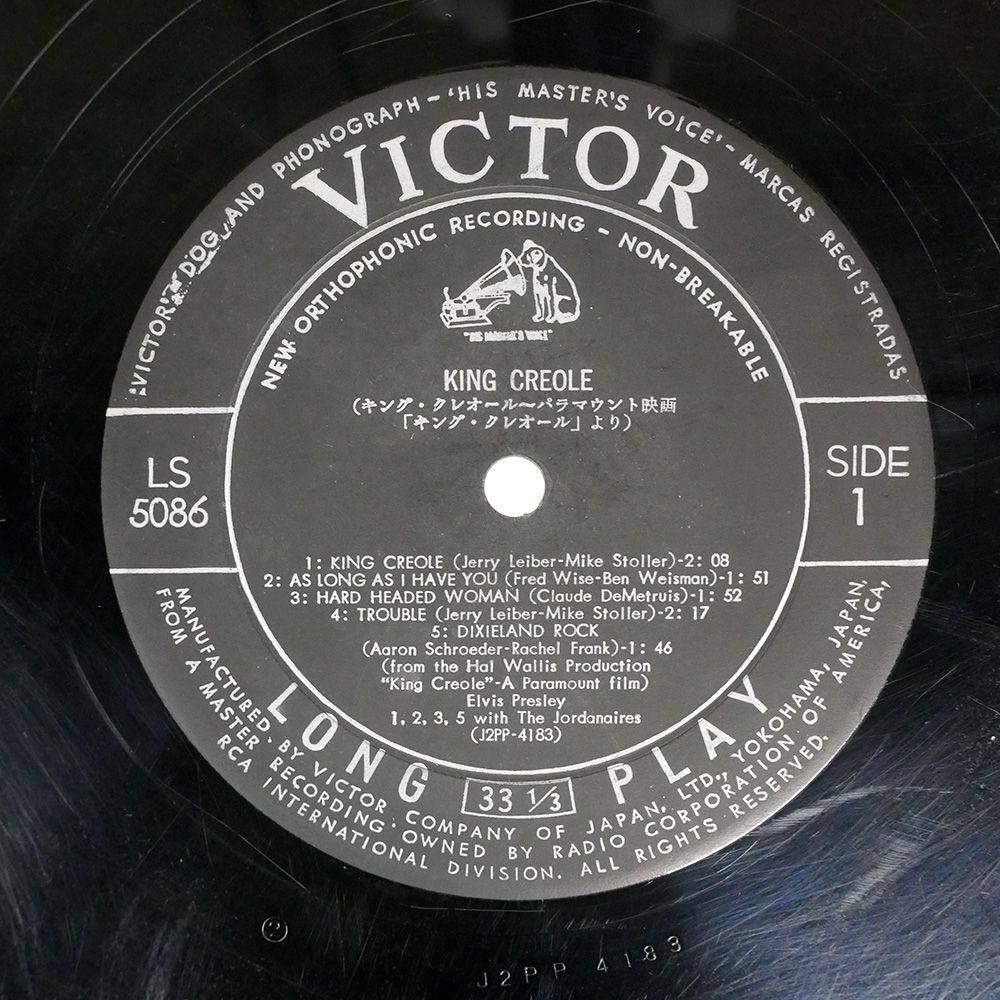 "VICTOR", DOG AND PHONOGRAPH – 'HIS MASTER'S VOICE' – MARCAS REGISTRADAS
VICTOR
NEW ORTHOPHONIC RECORDING – NON-BREAKABLE
"HIS MASTER'S VOICE"
KING CREOLE
(キング・クレオール〜パラマウント映画
「キング・クレオール」より)
LS
5086
SIDE
1
1: KING CREOLE (Jerry Leiber-Mike Stoller)-2: 08
2: AS LONG AS I HAVE YOU (Fred Wise-Ben Weisman)-1: 51
3: HARD HEADED WOMAN (Claude DeMetruis)-1: 52
4: TROUBLE (Jerry Leiber-Mike Stoller)-2: 17
5: DIXIELAND ROCK
(Aaron Schroeder-Rachel Frank)-1: 46
(from the Hal Wallis Production
"King Creole"-A Paramount film)
Elvis Presley
1, 2, 3, 5 with The Jordanaires
(J2PP-4183)
LONG 33 1/3 PLAY
MANUFACTURED BY VICTOR COMPANY OF JAPAN, LTD., YOKOHAMA, JAPAN,
FROM A MASTER RECORDING OWNED BY RADIO CORPORATION OF AMERICA,
RCA INTERNATIONAL DIVISION. ALL RIGHTS RESERVED.
2
J2PP 4183